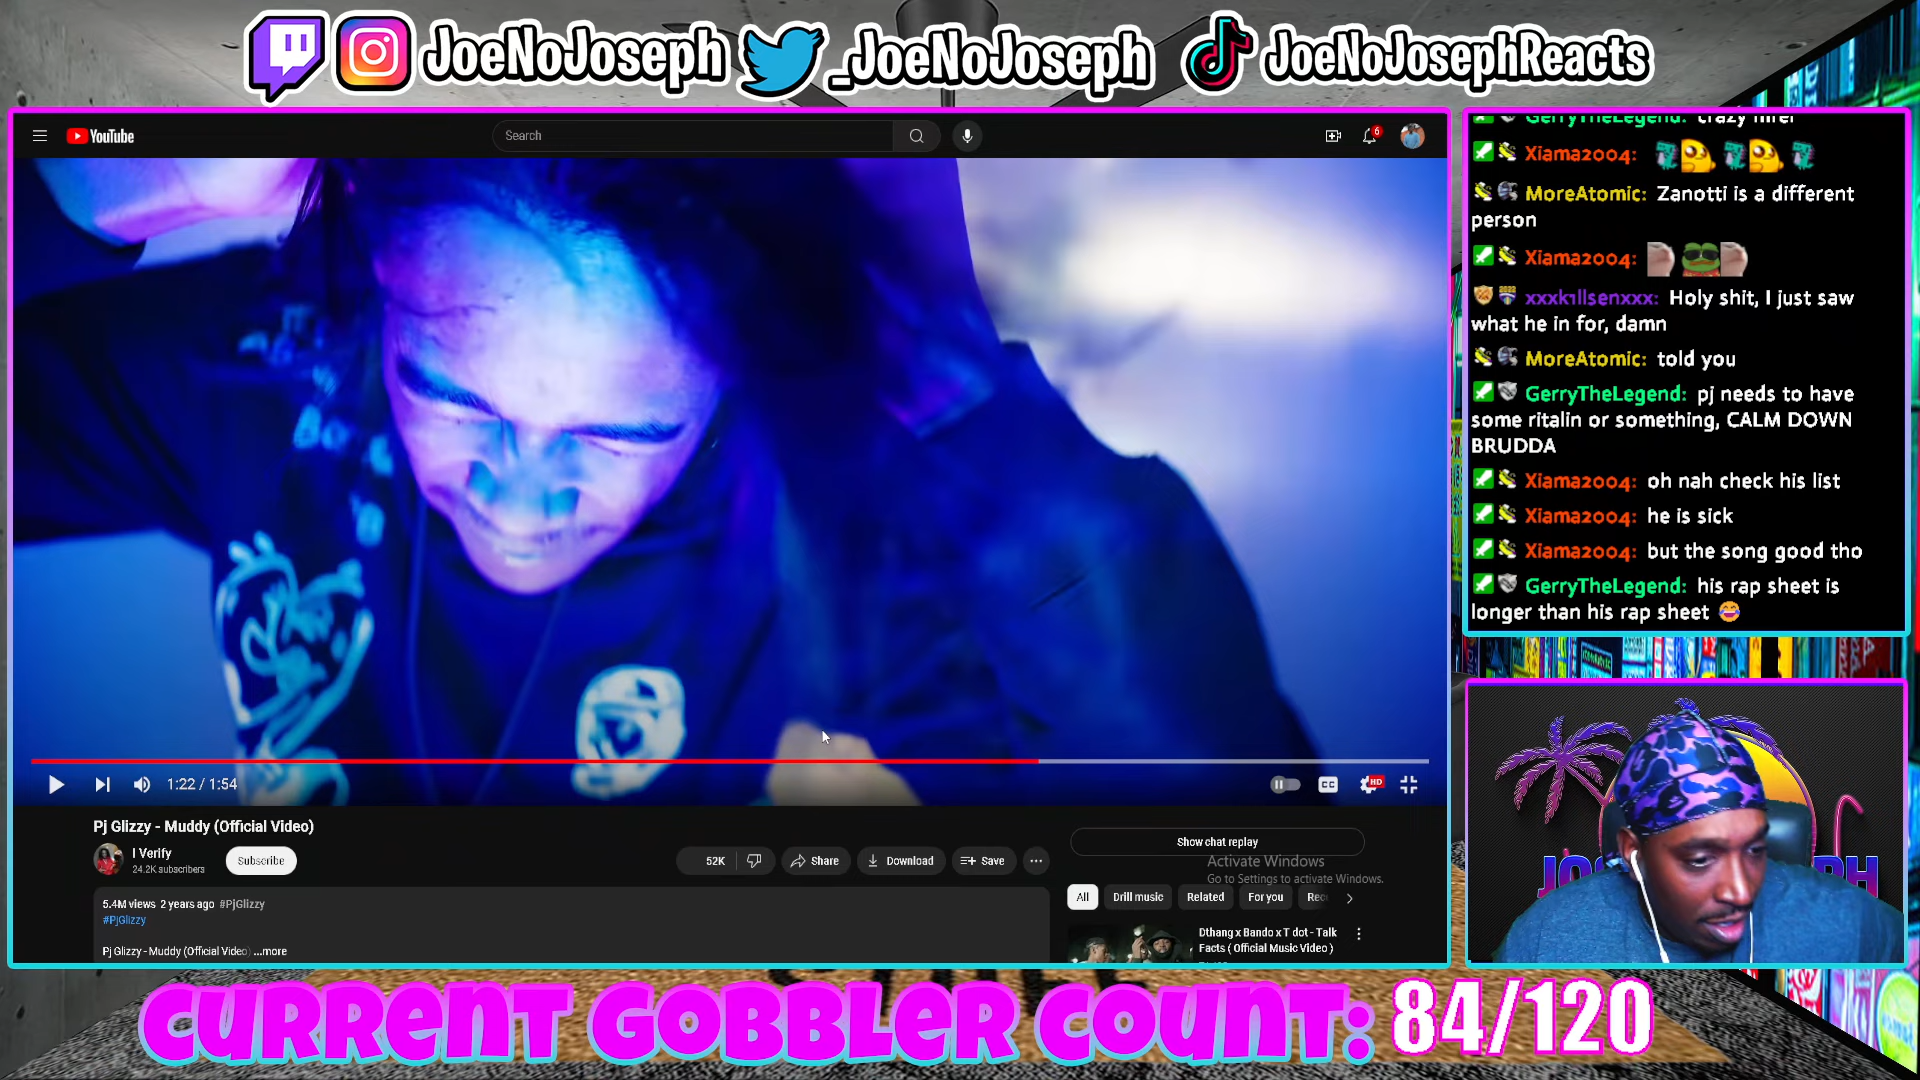 JoeNoJoseph _JoeNoJoseph JoeNoJosephReacts
YouTube
Search
6
GerryTheLegend: crazy
Xiama2004:
MoreAtomic: Zanotti is a different
person
Xiama2004:
xxxk1llsenxxx: Holy shit, I just saw
what he in for, damn
MoreAtomic: told you
GerryTheLegend: pj needs to have
some ritalin or something, CALM DOWN
BRUDDA
Xiama2004: oh nah check his list
Xiama2004: he is sick
Xiama2004: but the song good tho
GerryTheLegend: his rap sheet is
longer than his rap sheet 😂
1:22 / 1:54
CC
HD
Pj Glizzy - Muddy (Official Video)
I Verify
24.2K subscribers
Subscribe
52K
Share
Download
Save
Show chat replay
Activate Windows
Go to Settings to activate Windows.
All
Drill music
Related
For you
5.4M views 2 years ago #PjGlizzy
#PjGlizzy
Pj Glizzy - Muddy (Official Video) ...more
Dthang x Bando x T dot - Talk
Facts ( Official Music Video )
CURRENT GOBBLER COUNT: 84/120